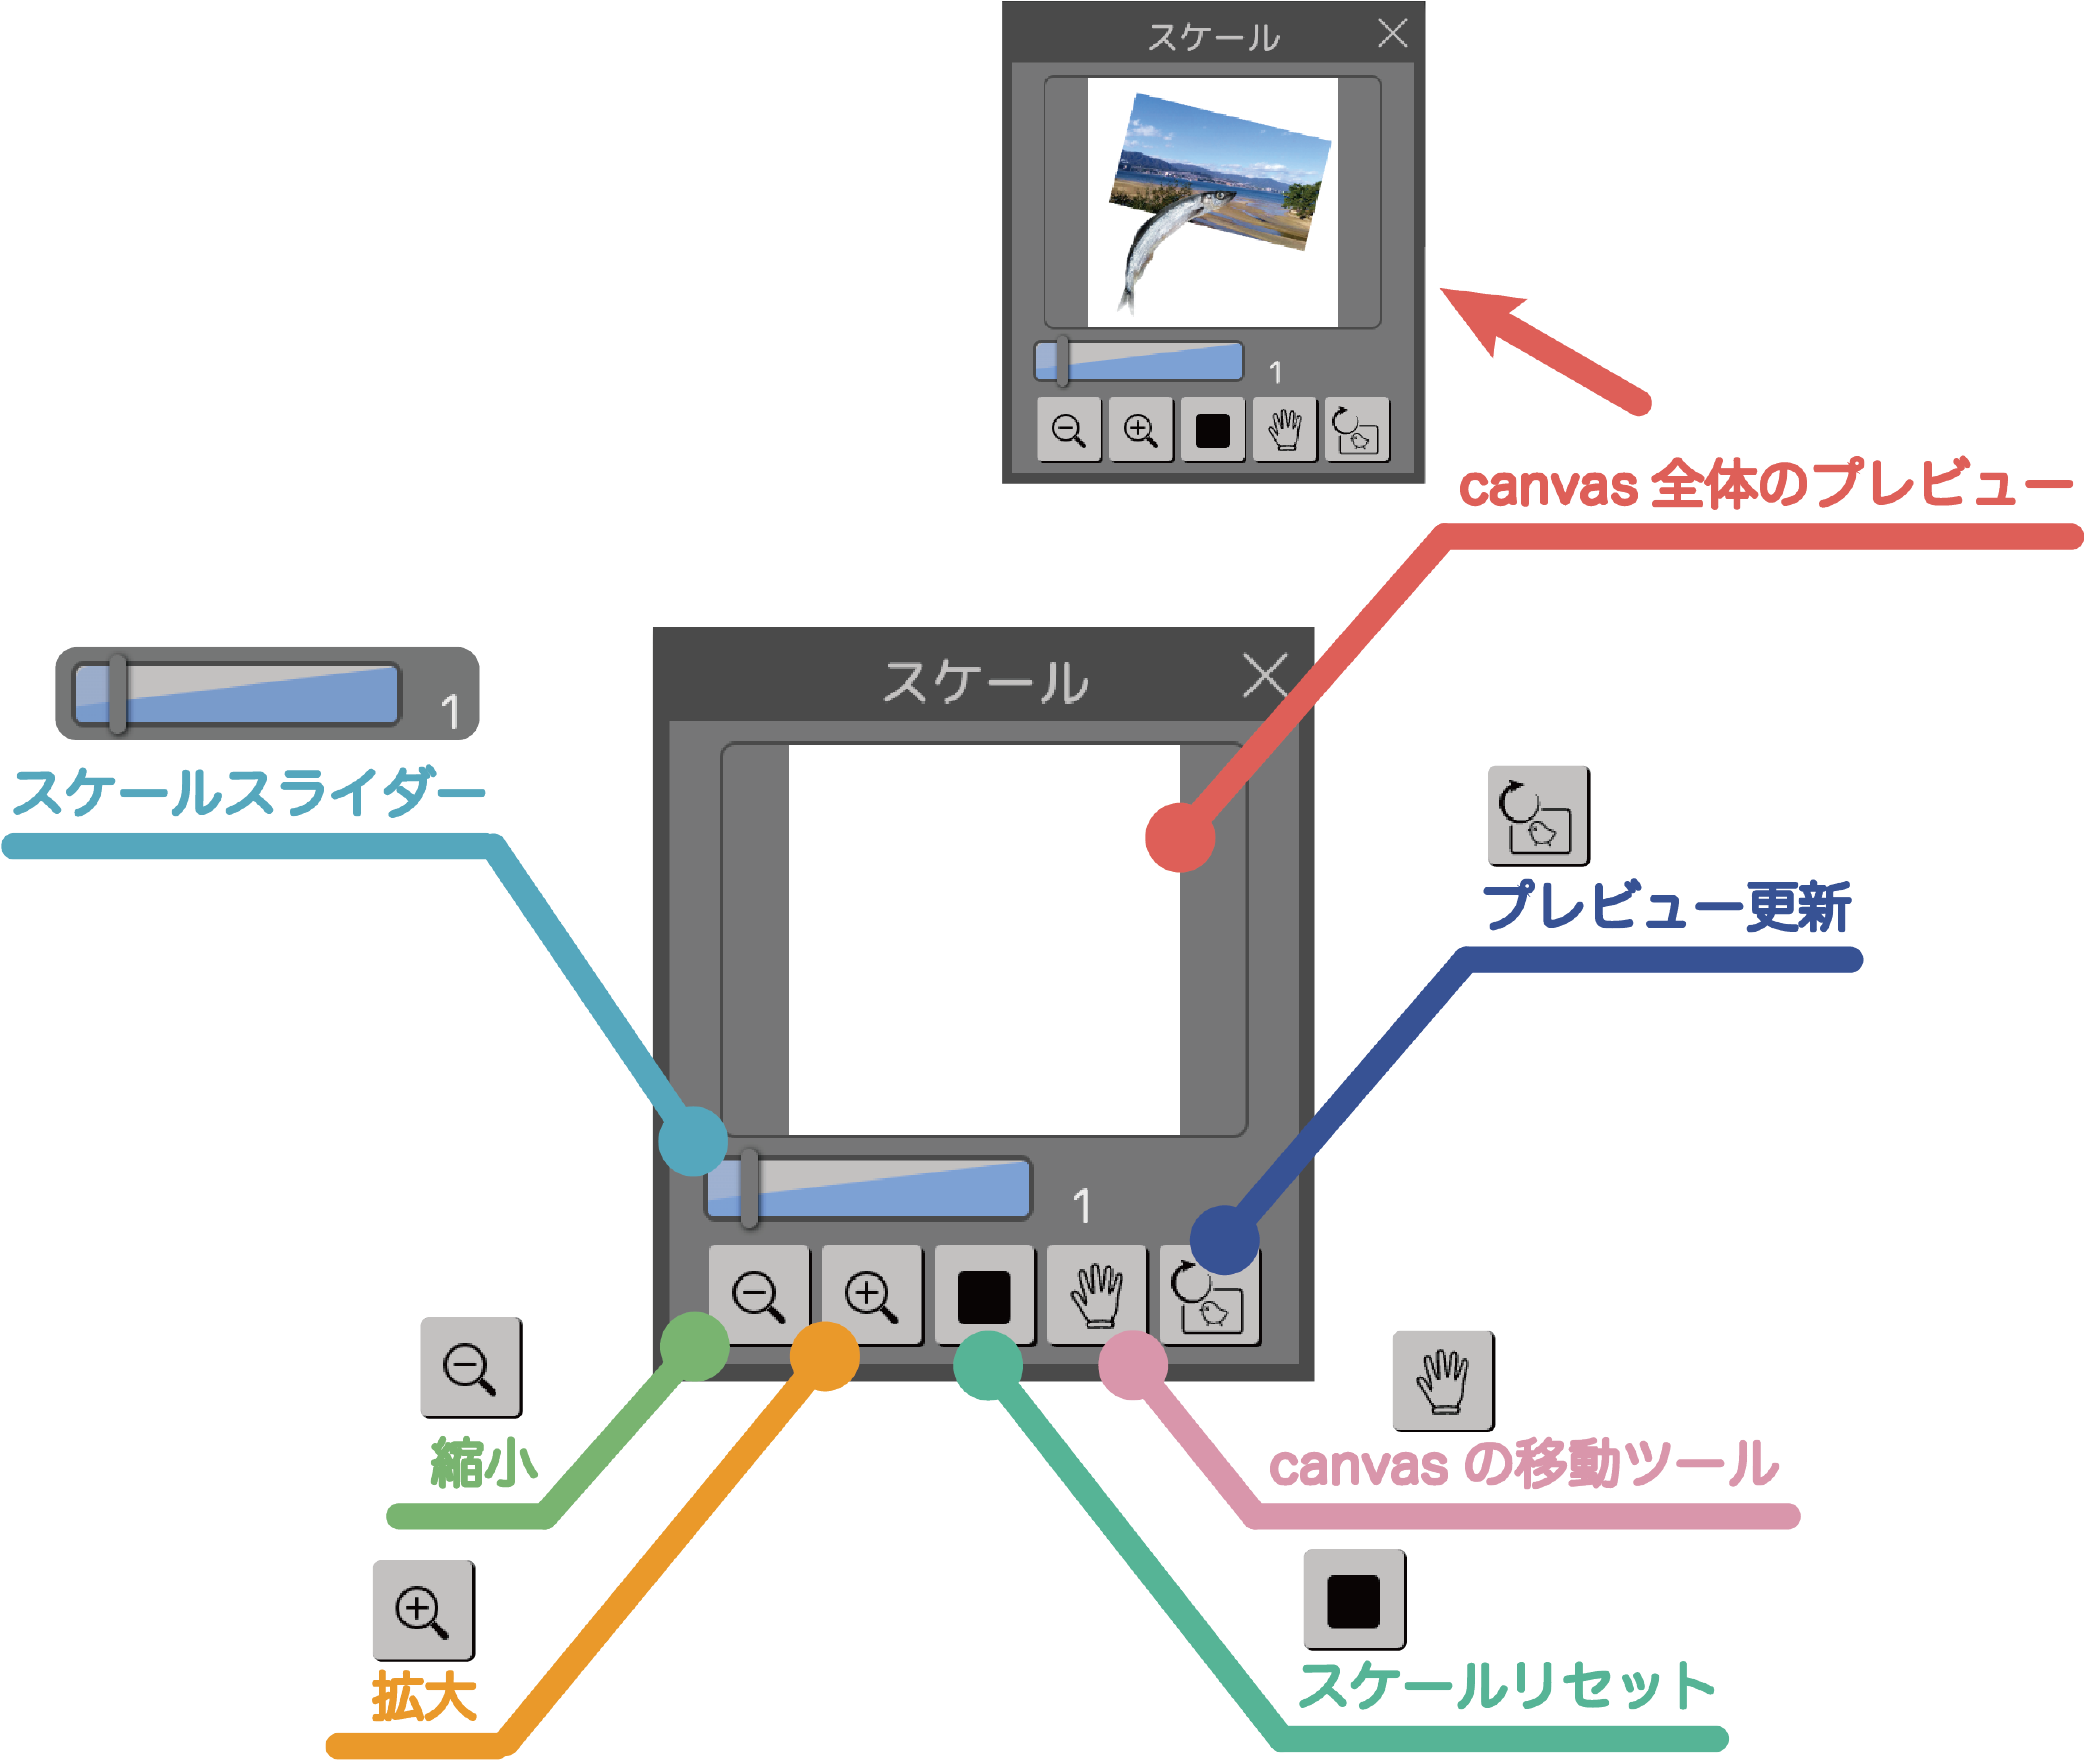 スケール
1
canvas 全体のプレビュー
スケール
1
スケールスライダー
プレビュー更新
1
縮小
canvas の移動ツール
拡大
スケールリセット